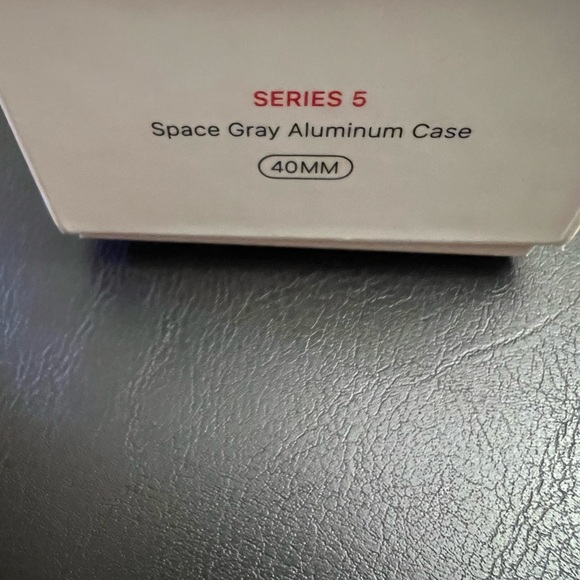 SERIES 5
Space Gray Aluminum Case
40MM